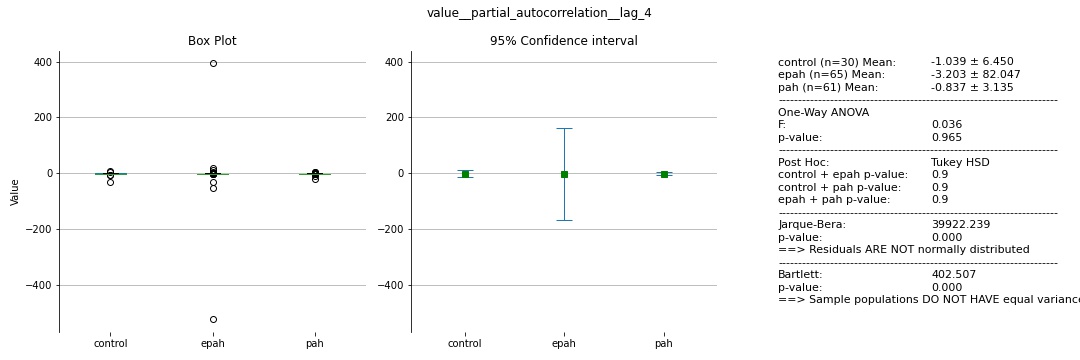 value__partial_autocorrelation__lag_4
Box Plot
Value
400
200
0
−200
−400
control
epah
pah
95% Confidence interval
400
200
0
−200
−400
control
epah
pah
control (n=30) Mean: -1.039 ± 6.450
epah (n=65) Mean: -3.203 ± 82.047
pah (n=61) Mean: -0.837 ± 3.135
One-Way ANOVA
F: 0.036
p-value: 0.965
Post Hoc: Tukey HSD
control + epah p-value: 0.9
control + pah p-value: 0.9
epah + pah p-value: 0.9
Jarque-Bera: 39922.239
p-value: 0.000
==> Residuals ARE NOT normally distributed
Bartlett: 402.507
p-value: 0.000
==> Sample populations DO NOT HAVE equal variance